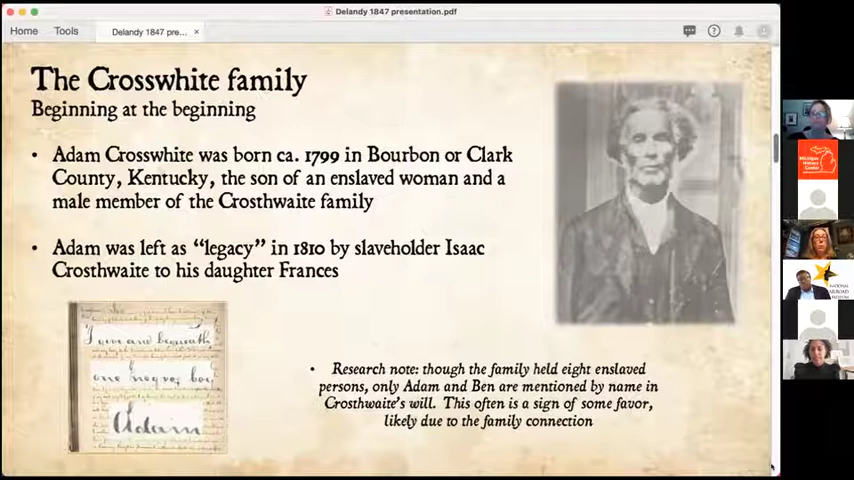 Delandy 1847 presentation.pdf
Home Tools Delandy 1847 pre... ×
The Crosswhite family
Beginning at the beginning
• Adam Crosswhite was born ca. 1799 in Bourbon or Clark
County, Kentucky, the son of an enslaved woman and a
male member of the Crosthwaite family
• Adam was left as “legacy” in 1810 by slaveholder Isaac
Crosthwaite to his daughter Frances
I give and bequeath
one negro boy
Adam
• Research note: though the family held eight enslaved
persons, only Adam and Ben are mentioned by name in
Crosthwaite's will. This often is a sign of some favor,
likely due to the family connection
Michigan
History
Center
NATIONAL